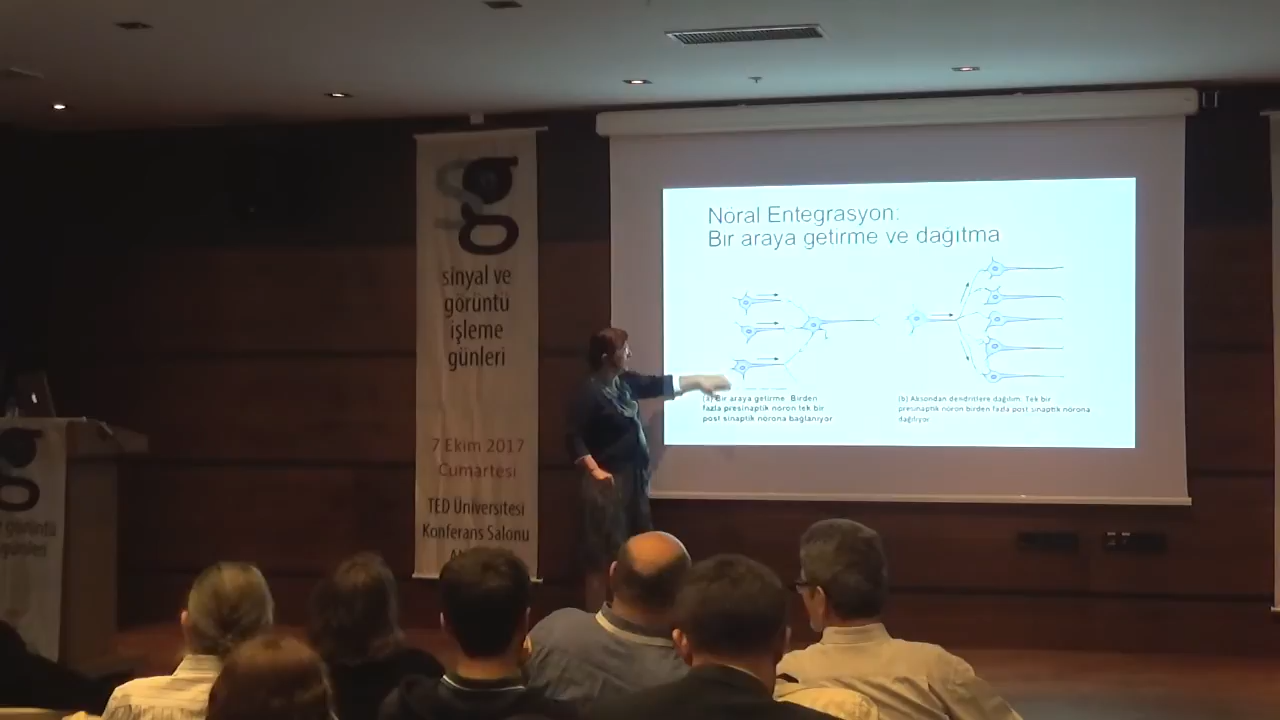 sinyal ve
görüntü
işleme
günleri
7 Ekim 2017
Cumartesi
TED Üniversitesi
Konferans Salonu
Nöral Entegrasyon:
Bir araya getirme ve dağıtma
(a) Bir araya getirme. Birden
fazla presinaptik nöron tek bir
post sinaptik nörona bağlanıyor
(b) Aksondan dendritlere dağılım. Tek bir
presinaptik nöron birden fazla post sinaptik nörona
dağılıyor
görüntü
günleri